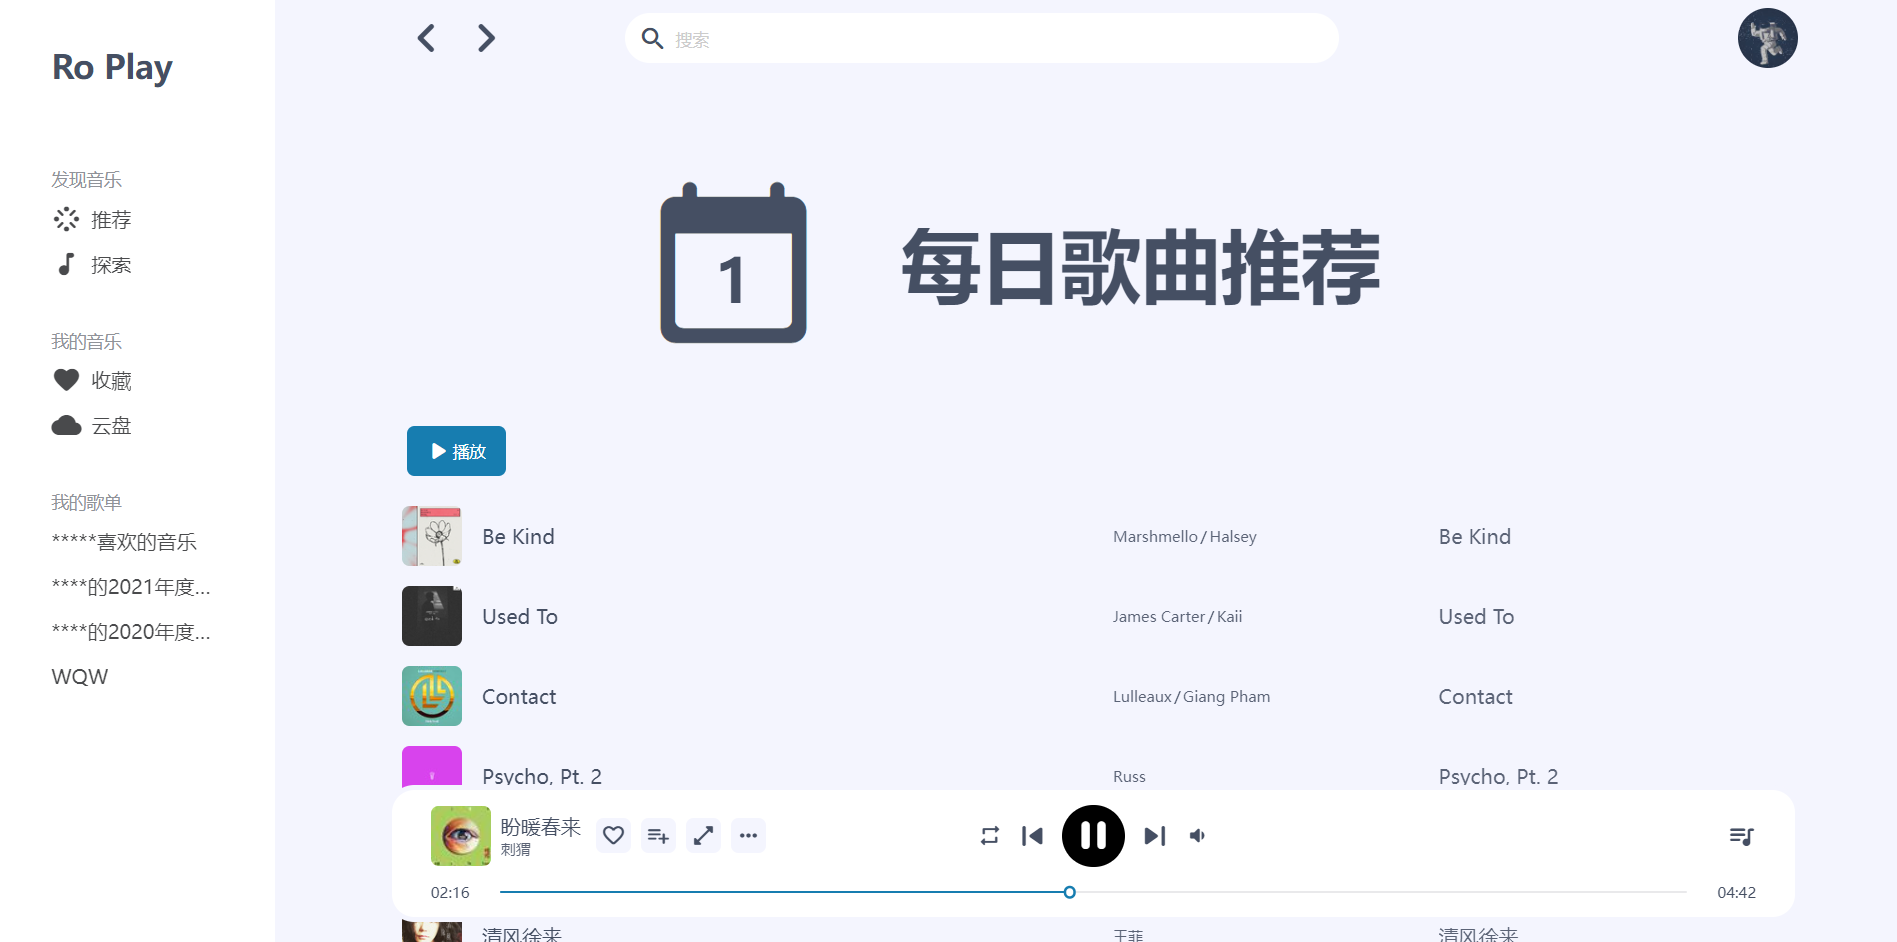 Ro Play
搜索
发现音乐
推荐
探索
我的音乐
收藏
云盘
我的歌单
*****喜欢的音乐
****的2021年度...
****的2020年度...
WQW
1
每日歌曲推荐
播放
Be Kind Marshmello / Halsey Be Kind
Used To James Carter / Kaii Used To
Contact Lulleaux / Giang Pham Contact
Psycho, Pt. 2 Russ Psycho, Pt. 2
盼暖春来
刺猬
02:16 04:42
清风徐来 王菲 清风徐来